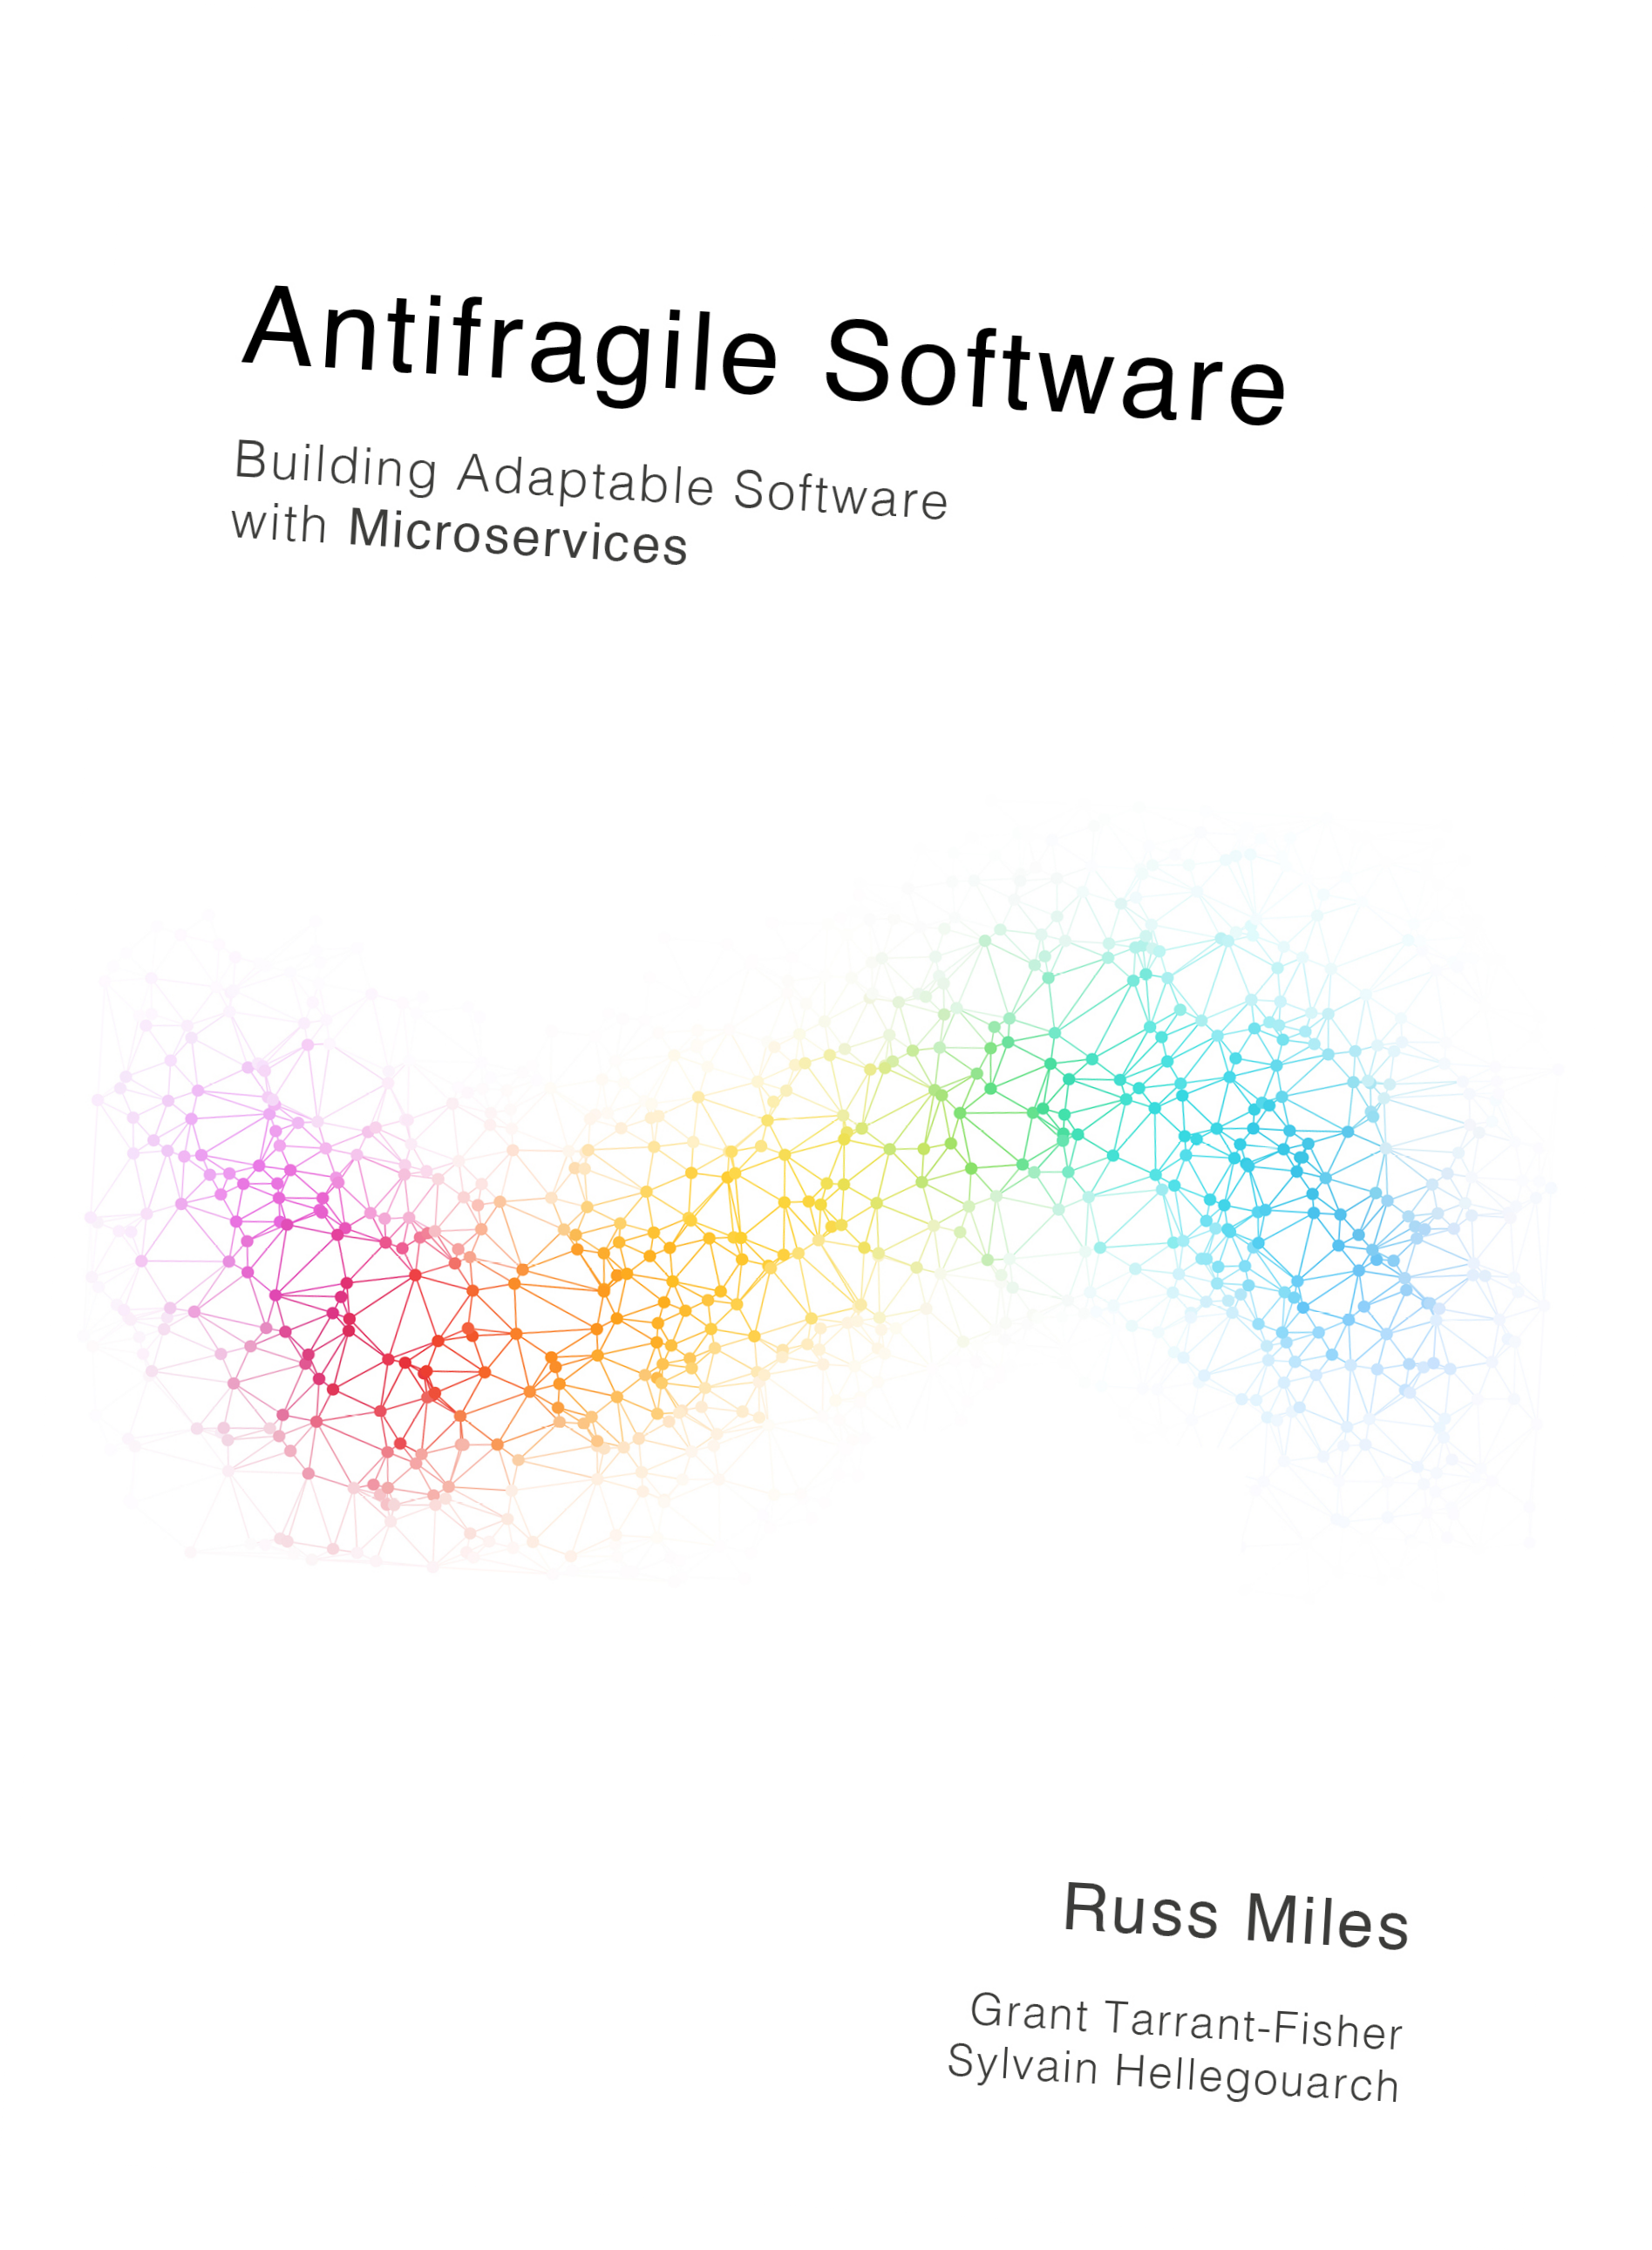 Antifragile Software
Building Adaptable Software
with Microservices
Russ Miles
Grant Tarrant-Fisher
Sylvain Hellegouarch